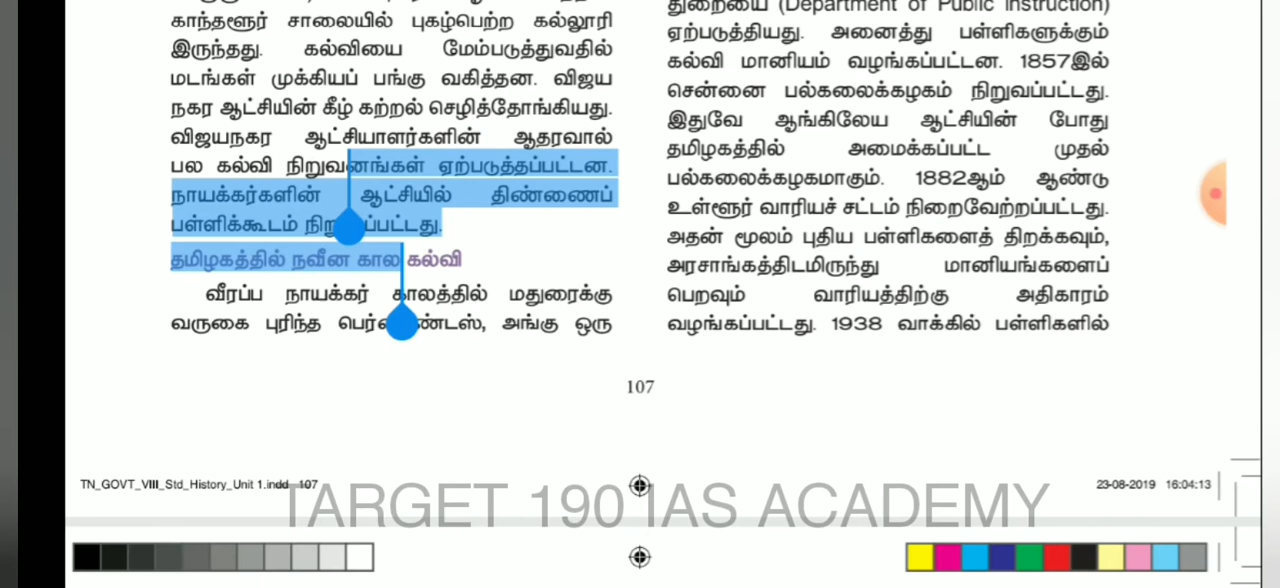 காந்தளூர் சாலையில் புகழ்பெற்ற கல்லூரி
இருந்தது. கல்வியை மேம்படுத்துவதில்
மடங்கள் முக்கியப் பங்கு வகித்தன. விஜய
நகர ஆட்சியின் கீழ் கற்றல் செழித்தோங்கியது.
விஜயநகர ஆட்சியாளர்களின் ஆதரவால்
பல கல்வி நிறுவனங்கள் ஏற்படுத்தப்பட்டன.
நாயக்கர்களின் ஆட்சியில் திண்ணைப்
பள்ளிக்கூடம்
தமிழகத்தில் நவீன கால கல்வி
வீரப்ப நாயக்கர் காலத்தில் மதுரைக்கு
வருகை புரிந்த அங்கு ஒரு
துறையை (Department of Public Instruction)
ஏற்படுத்தியது. அனைத்து பள்ளிகளுக்கும்
கல்வி மானியம் வழங்கப்பட்டன. 1857இல்
சென்னை பல்கலைக்கழகம் நிறுவப்பட்டது.
இதுவே ஆங்கிலேய ஆட்சியின் போது
தமிழகத்தில் அமைக்கப்பட்ட முதல்
பல்கலைக்கழகமாகும். 1882ஆம் ஆண்டு
உள்ளூர் வாரியச் சட்டம் நிறைவேற்றப்பட்டது.
அதன் மூலம் புதிய பள்ளிகளைத் திறக்கவும்,
அரசாங்கத்திடமிருந்து மானியங்களைப்
பெறவும் வாரியத்திற்கு அதிகாரம்
வழங்கப்பட்டது. 1938 வாக்கில் பள்ளிகளில்
107
TN_GOVT_VIII_Std_History_Unit 1.indd 107
23-08-2019 16:04:13
TARGET 190 IAS ACADEMY